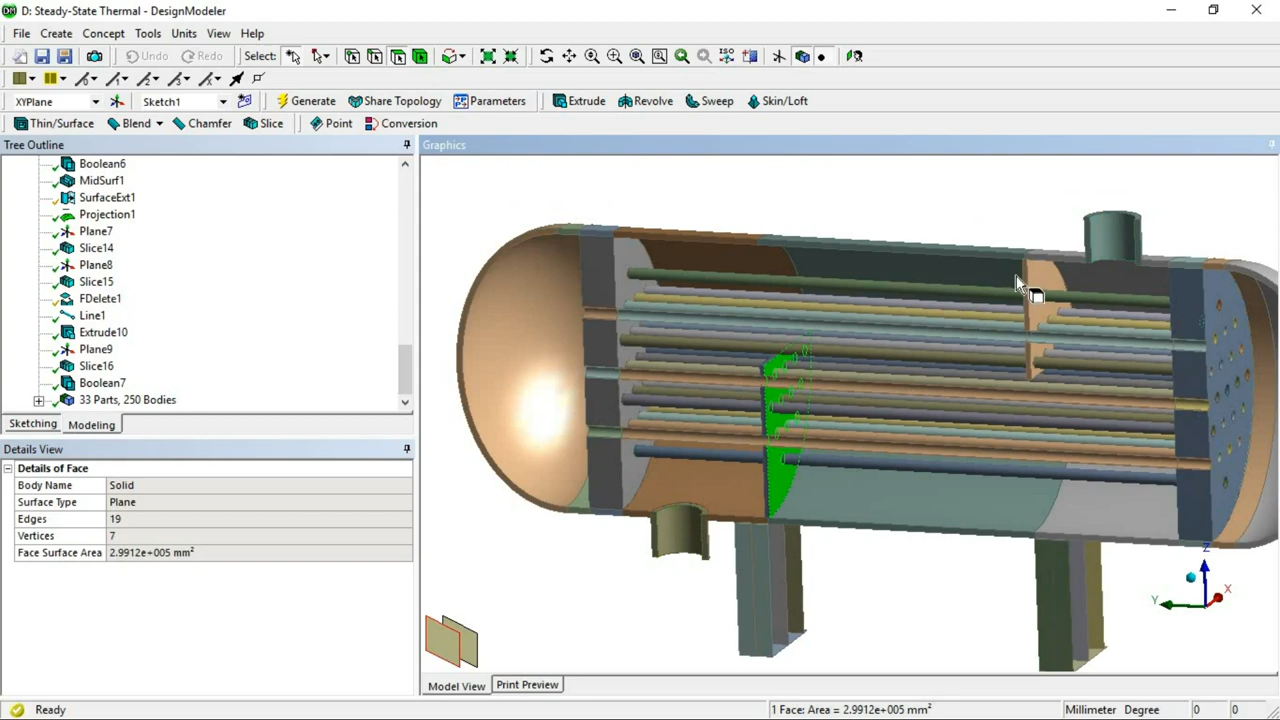 D: Steady-State Thermal - DesignModeler
File Create Concept Tools Units View Help
Undo Redo Select:
XYPlane Sketch1 Generate Share Topology Parameters Extrude Revolve Sweep Skin/Loft
Thin/Surface Blend Chamfer Slice Point Conversion
Tree Outline
Boolean6
MidSurf1
SurfaceExt1
Projection1
Plane7
Slice14
Plane8
Slice15
FDelete1
Line1
Extrude10
Plane9
Slice16
Boolean7
33 Parts, 250 Bodies
Sketching Modeling
Details View
Details of Face
Body Name Solid
Surface Type Plane
Edges 19
Vertices 7
Face Surface Area 2.9912e+005 mm²
Graphics
Z
X
Y
Model View Print Preview
Ready 1 Face: Area = 2.9912e+005 mm² Millimeter Degree 0 0